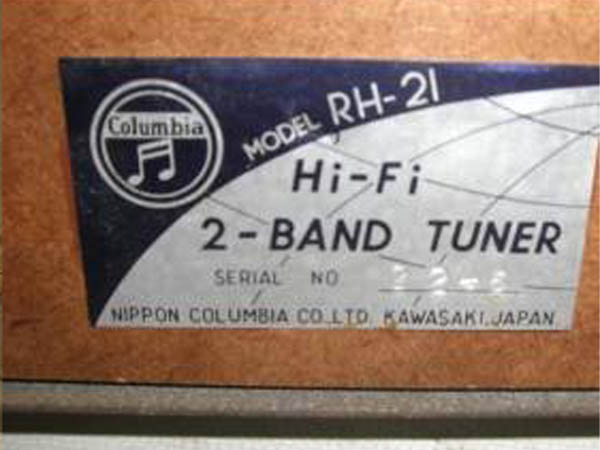 Columbia
MODEL RH-21
Hi-Fi
2-BAND TUNER
SERIAL NO
NIPPON COLUMBIA CO., LTD. KAWASAKI, JAPAN